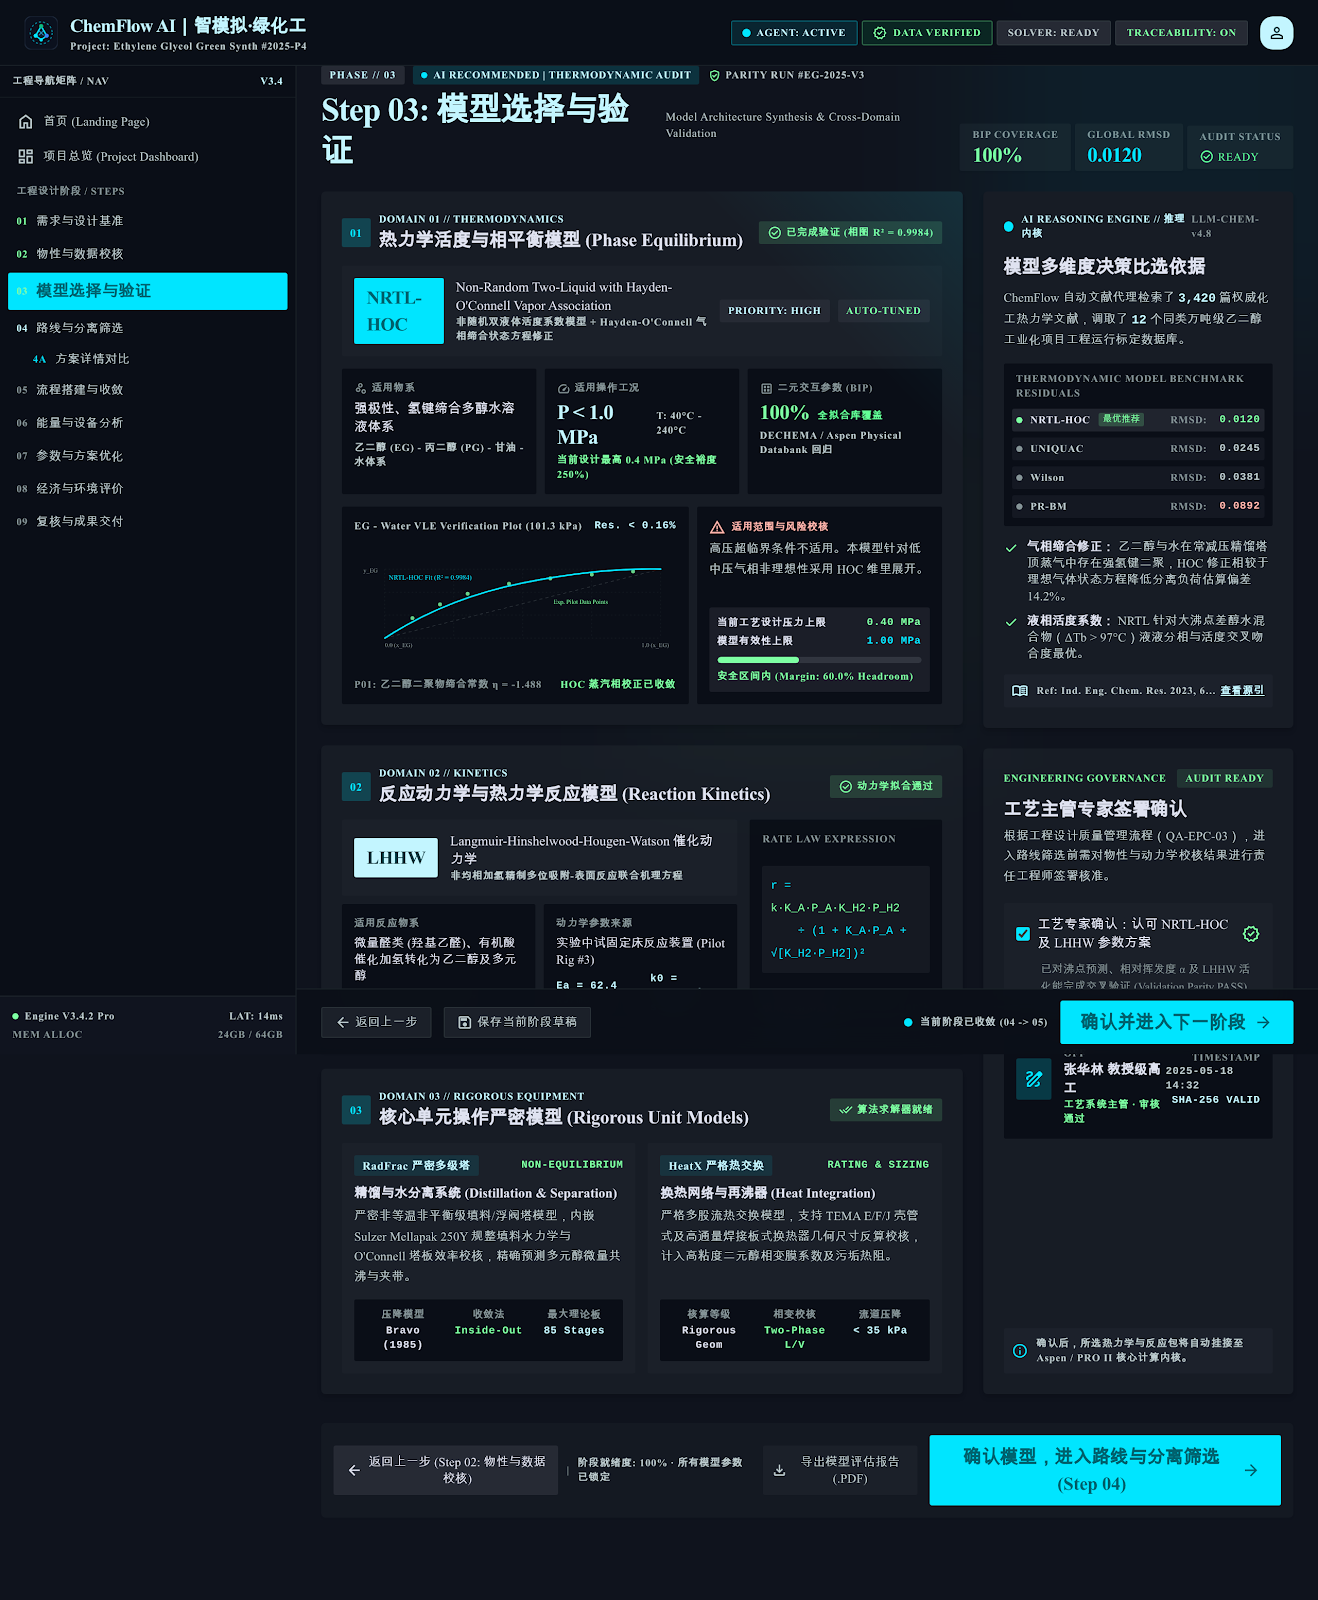 ChemFlow AI | 智模拟·绿化工
Project: Ethylene Glycol Green Synth #2025-P4
AGENT: ACTIVE
DATA VERIFIED
SOLVER: READY
TRACEABILITY: ON
工程导航矩阵 / NAV
V3.4
首页 (Landing Page)
项目总览 (Project Dashboard)
工程设计阶段 / STEPS
01 需求与设计基准
02 物性与数据校核
03 模型选择与验证
04 路线与分离筛选
4A 方案详情对比
05 流程搭建与收敛
06 能量与设备分析
07 参数与方案优化
08 经济与环境评价
09 复核与成果交付
Engine V3.4.2 Pro
LAT: 14ms
MEM ALLOC
24GB / 64GB
PHASE // 03
AI RECOMMENDED | THERMODYNAMIC AUDIT
PARITY RUN #EG-2025-V3
Step 03: 模型选择与验
证
Model Architecture Synthesis & Cross-Domain
Validation
BIP COVERAGE
100%
GLOBAL RMSD
0.0120
AUDIT STATUS
READY
01
DOMAIN 01 // THERMODYNAMICS
热力学活度与相平衡模型 (Phase Equilibrium)
已完成验证 (相图 R² = 0.9984)
NRTL-
HOC
Non-Random Two-Liquid with Hayden-
O'Connell Vapor Association
非随机双液体活度系数模型 + Hayden-O'Connell 气
相缔合状态方程修正
PRIORITY: HIGH
AUTO-TUNED
适用物系
强极性、氢键缔合多醇水溶
液体系
乙二醇 (EG) - 丙二醇 (PG) - 甘油 -
水体系
适用操作工况
P < 1.0
MPa
T: 40°C -
240°C
当前设计最高 0.4 MPa (安全裕度
250%)
二元交互参数 (BIP)
100% 全拟合库覆盖
DECHEMA / Aspen Physical
Databank 回归
EG - Water VLE Verification Plot (101.3 kPa)
Res. < 0.16%
y_EG
NRTL-HOC Fit (R² = 0.9984)
Exp. Pilot Data Points
0.0 (x_EG)
1.0 (x_EG)
P01: 乙二醇二聚物缔合常数 η = -1.488
HOC 蒸汽相校正已收敛
适用范围与风险校核
高压超临界条件不适用。本模型针对低
中压气相非理想性采用 HOC 维里展开。
当前工艺设计压力上限
0.40 MPa
模型有效性上限
1.00 MPa
安全区间内 (Margin: 60.0% Headroom)
AI REASONING ENGINE // 推理
内核
LLM-CHEM-
v4.8
模型多维度决策比选依据
ChemFlow 自动文献代理检索了 3,420 篇权威化
工热力学文献，调取了 12 个同类万吨级乙二醇
工业化项目工程运行标定数据库。
THERMODYNAMIC MODEL BENCHMARK
RESIDUALS
NRTL-HOC 最优推荐 RMSD: 0.0120
UNIQUAC RMSD: 0.0245
Wilson RMSD: 0.0381
PR-BM RMSD: 0.0892
气相缔合修正： 乙二醇与水在常减压精馏塔
顶蒸气中存在强氢键二聚，HOC 修正相较于
理想气体状态方程降低分离负荷估算偏差
14.2%。
液相活度系数： NRTL 针对大沸点差醇水混
合物（ΔTb > 97°C）液液分相与活度交叉吻
合度最优。
Ref: Ind. Eng. Chem. Res. 2023, 6... 查看源引
02
DOMAIN 02 // KINETICS
反应动力学与热力学反应模型 (Reaction Kinetics)
动力学拟合通过
LHHW
Langmuir-Hinshelwood-Hougen-Watson 催化动
力学
非均相加氢精制多位吸附-表面反应联合机理方程
适用反应物系
微量醛类 (羟基乙醛)、有机酸
催化加氢转化为乙二醇及多元
醇
动力学参数来源
实验中试固定床反应装置 (Pilot
Rig #3)
Ea = 62.4
k0 =
RATE LAW EXPRESSION
r =
k·K_A·P_A·K_H2·P_H2
÷ (1 + K_A·P_A +
√[K_H2·P_H2])²
ENGINEERING GOVERNANCE
AUDIT READY
工艺主管专家签署确认
根据工程设计质量管理流程（QA-EPC-03），进
入路线筛选前需对物性与动力学校核结果进行责
任工程师签署核准。
工艺专家确认：认可 NRTL-HOC
及 LHHW 参数方案
已对沸点预测、相对挥发度 α 及 LHHW 活
化能完成交叉验证 (Validation Parity PASS)
返回上一步
保存当前阶段草稿
当前阶段已收敛 (04 -> 05)
确认并进入下一阶段
TIMESTAMP
张华林 教授级高
工
2025-05-18
14:32
工艺系统主管 · 审核
通过
SHA-256 VALID
03
DOMAIN 03 // RIGOROUS EQUIPMENT
核心单元操作严密模型 (Rigorous Unit Models)
算法求解器就绪
RadFrac 严密多级塔
NON-EQUILIBRIUM
精馏与水分离系统 (Distillation & Separation)
严密非等温非平衡级填料/浮阀塔模型，内嵌
Sulzer Mellapak 250Y 规整填料水力学与
O'Connell 塔板效率校核，精确预测多元醇微量共
沸与夹带。
压降模型
Bravo
(1985)
收敛法
Inside-Out
最大理论板
85 Stages
HeatX 严格热交换
RATING & SIZING
换热网络与再沸器 (Heat Integration)
严格多股流热交换模型，支持 TEMA E/F/J 壳管
式及高通量焊接板式换热器几何尺寸反算校核，
计入高粘度二元醇相变膜系数及污垢热阻。
核算等级
Rigorous
Geom
相变校核
Two-Phase
L/V
流道压降
< 35 kPa
确认后，所选热力学与反应包将自动挂接至
Aspen / PRO II 核心计算内核。
返回上一步 (Step 02: 物性与数据
校核)
阶段就绪度: 100% · 所有模型参数
已锁定
导出模型评估报告
(.PDF)
确认模型，进入路线与分离筛选
(Step 04)